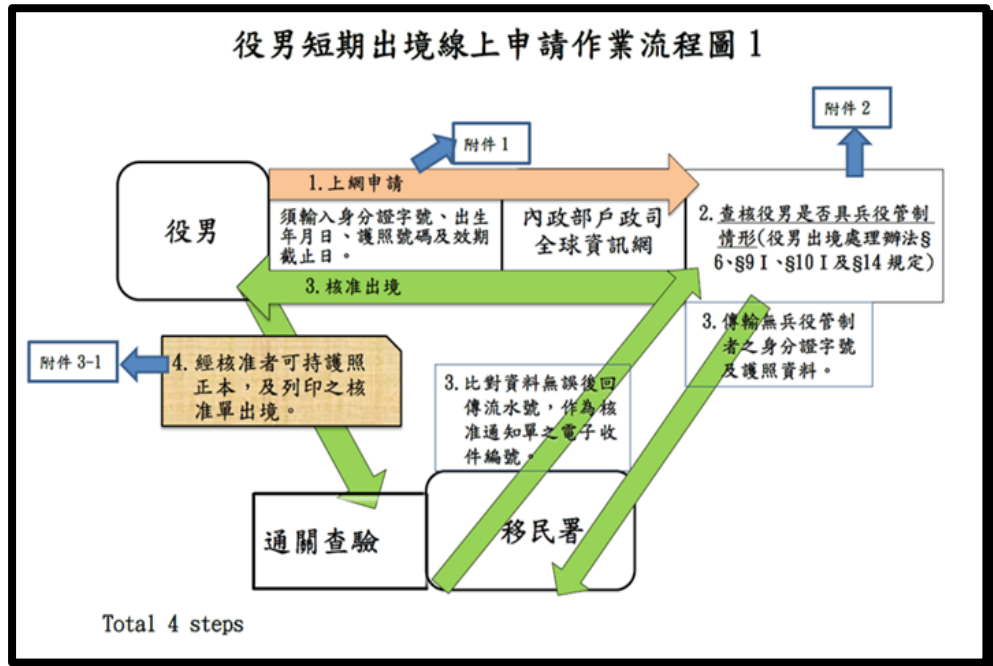 役男短期出境線上申請作業流程圖 1
附件 2
附件 1
1.上網申請
役男
須輸入身分證字號、出生
年月日、護照號碼及效期
截止日。
內政部戶政司
全球資訊網
2.查核役男是否具兵役管制
情形(役男出境處理辦法§
6、§9 I、§10 I 及§14 規定)
3.核准出境
3.傳輸無兵役管制
者之身分證字號
及護照資料。
附件 3-1
4.經核准者可持護照
正本，及列印之核
准單出境。
3.比對資料無誤後回
傳流水號，作為核
准通知單之電子收
件編號。
通關查驗
移民署
Total 4 steps